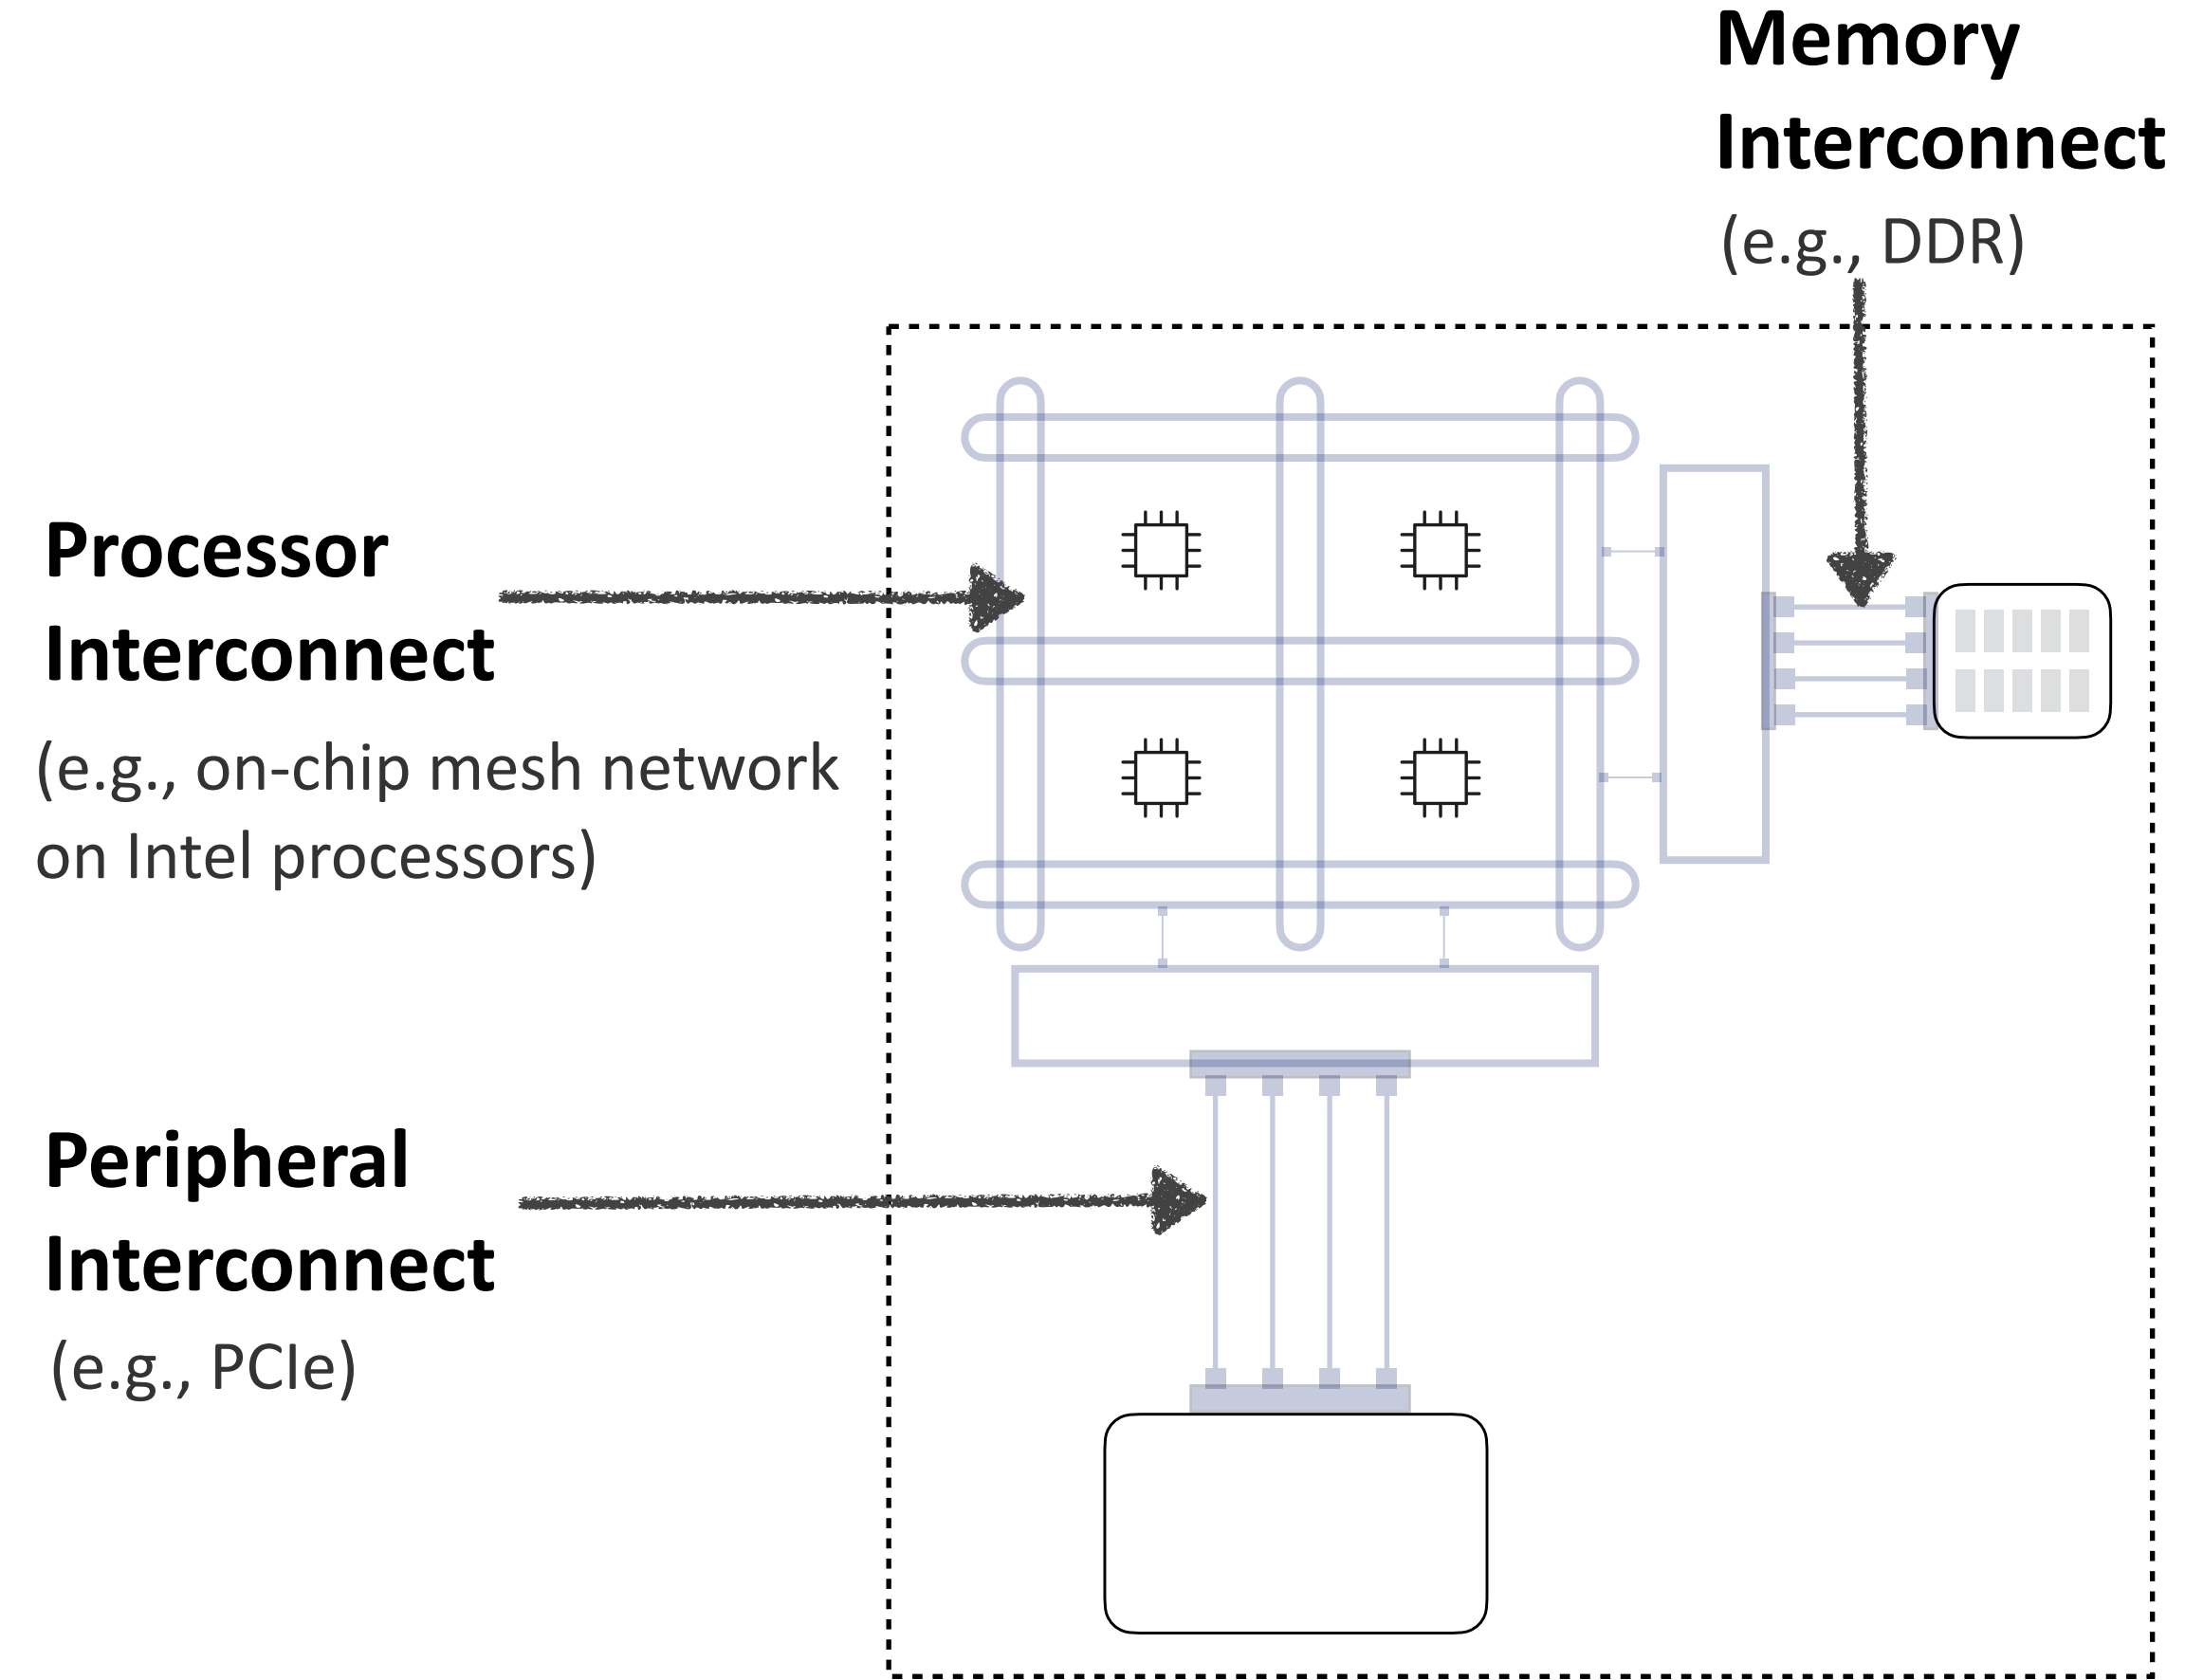 Memory
Interconnect
(e.g., DDR)
Processor
Interconnect
(e.g., on-chip mesh network
on Intel processors)
Peripheral
Interconnect
(e.g., PCIe)